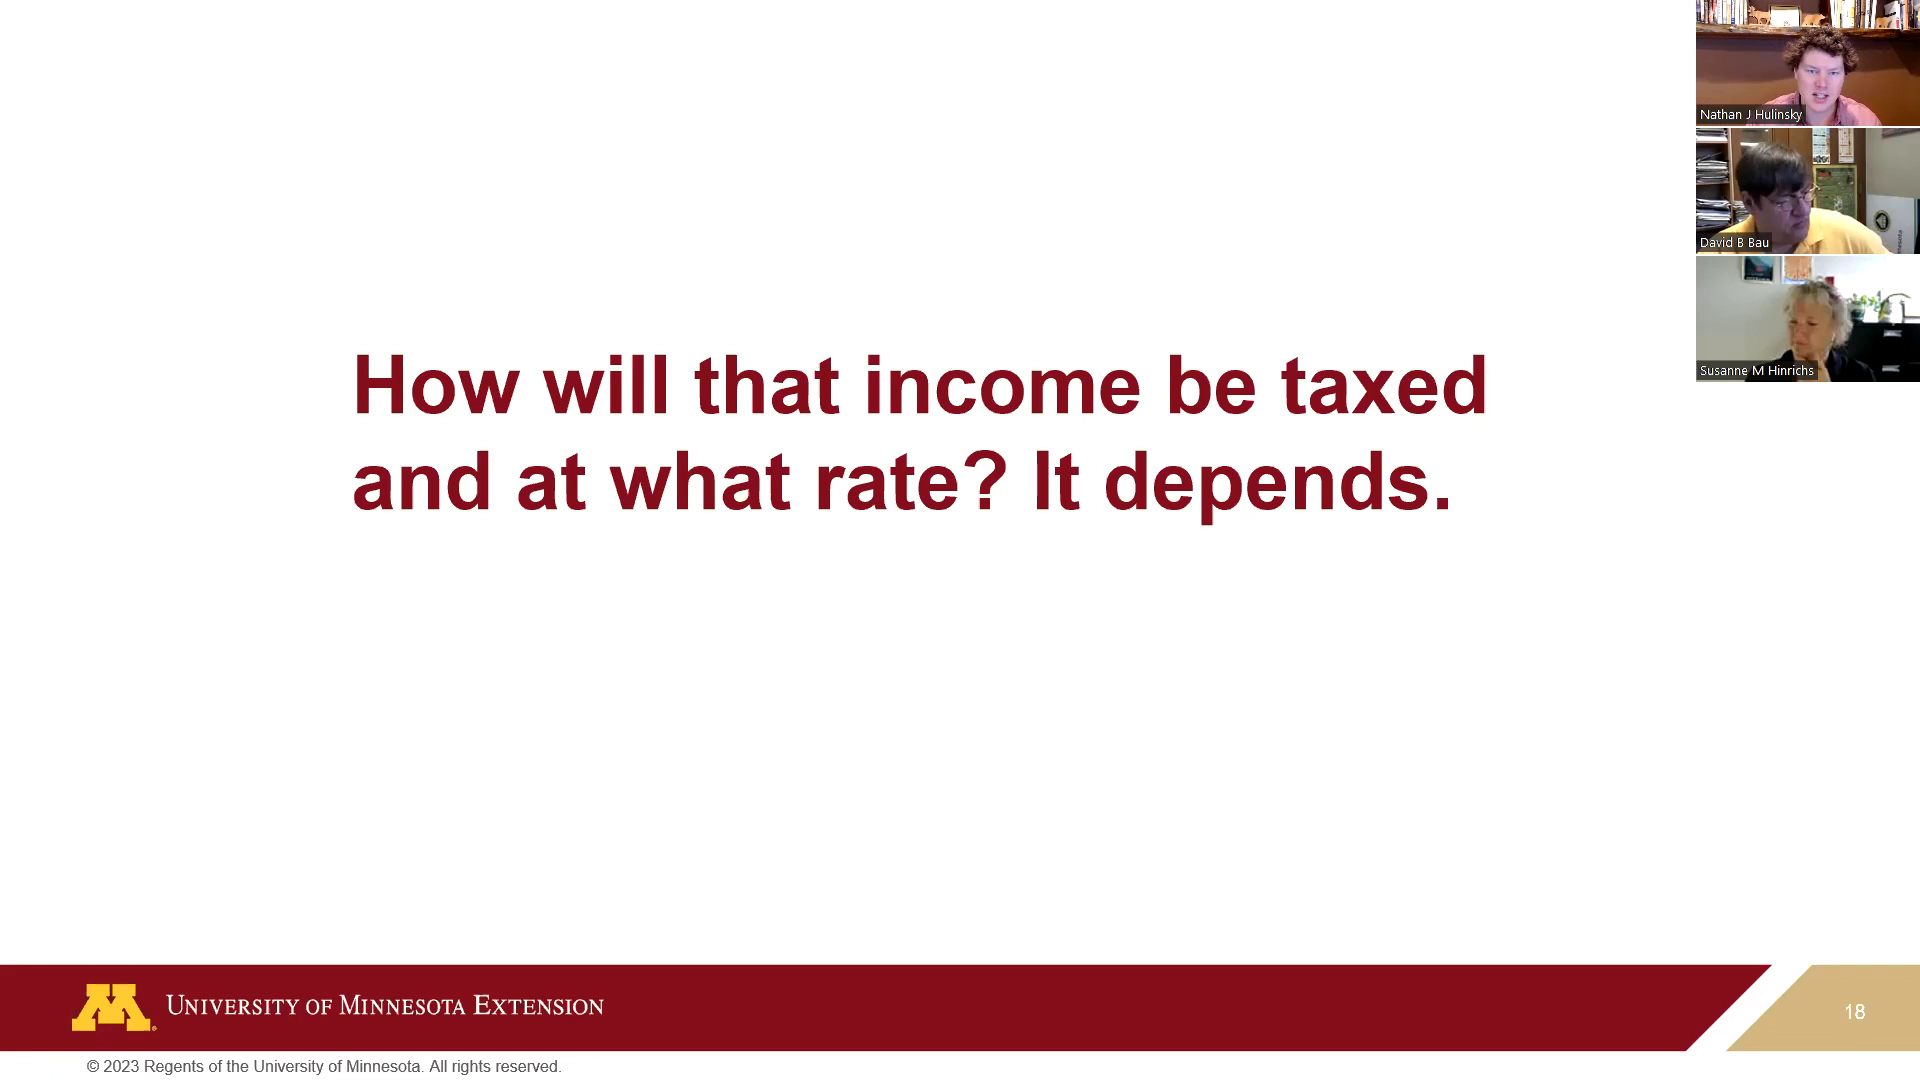 How will that income be taxed
and at what rate? It depends.
Nathan J Hulinsky
David B Bau
Susanne M Hinrichs
UNIVERSITY OF MINNESOTA EXTENSION
18
© 2023 Regents of the University of Minnesota. All rights reserved.